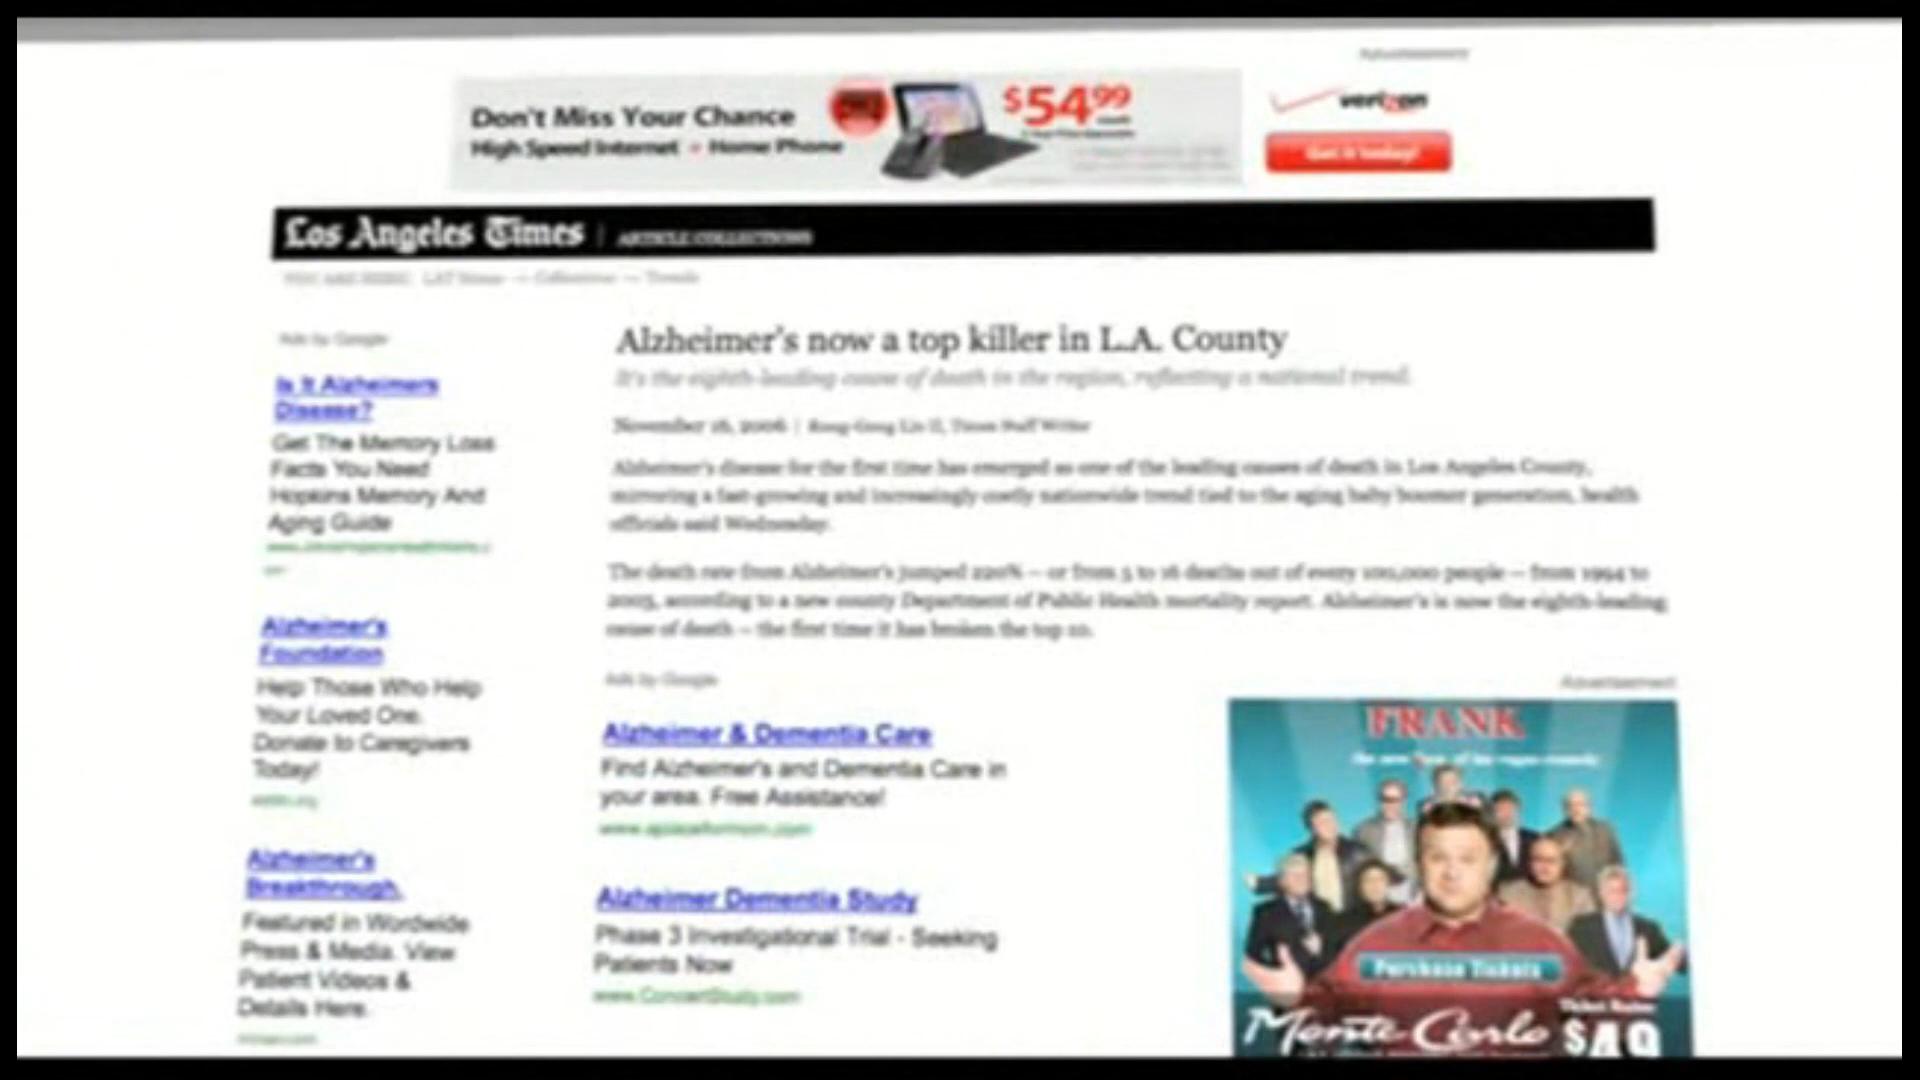 Advertisement
Don't Miss Your Chance
High Speed Internet + Home Phone
$54.99
verizon
Get it today!
Los Angeles Times | ARTICLE COLLECTIONS
YOU ARE HERE: LAT Home → Collections → Trends
Ads by Google
Is It Alzheimers
Disease?
Get The Memory Loss
Facts You Need
Hopkins Memory And
Aging Guide
Alzheimer's
Foundation
Help Those Who Help
Your Loved One.
Donate to Caregivers
Today!
Alzheimer's
Breakthrough.
Featured in Wordwide
Press & Media. View
Patient Videos &
Details Here.
Alzheimer's now a top killer in L.A. County
It's the eighth-leading cause of death in the region, reflecting a national trend.
November 16, 2006 | Rong-Gong Lin II, Times Staff Writer
Alzheimer's disease for the first time has emerged as one of the leading causes of death in Los Angeles County,
mirroring a fast-growing and increasingly costly nationwide trend tied to the aging baby boomer generation, health
officials said Wednesday.
The death rate from Alzheimer's jumped 220% -- or from 5 to 16 deaths out of every 100,000 people -- from 1994 to
2003, according to a new county Department of Public Health mortality report. Alzheimer's is now the eighth-leading
cause of death -- the first time it has broken the top 10.
Ads by Google
Alzheimer & Dementia Care
Find Alzheimer's and Dementia Care in
your area. Free Assistance!
www.aplaceformom.com
Alzheimer Dementia Study
Phase 3 Investigational Trial - Seeking
Patients Now
www.ConcertStudy.com
Advertisement
FRANK
Purchase Tickets
Monte Carlo
$49